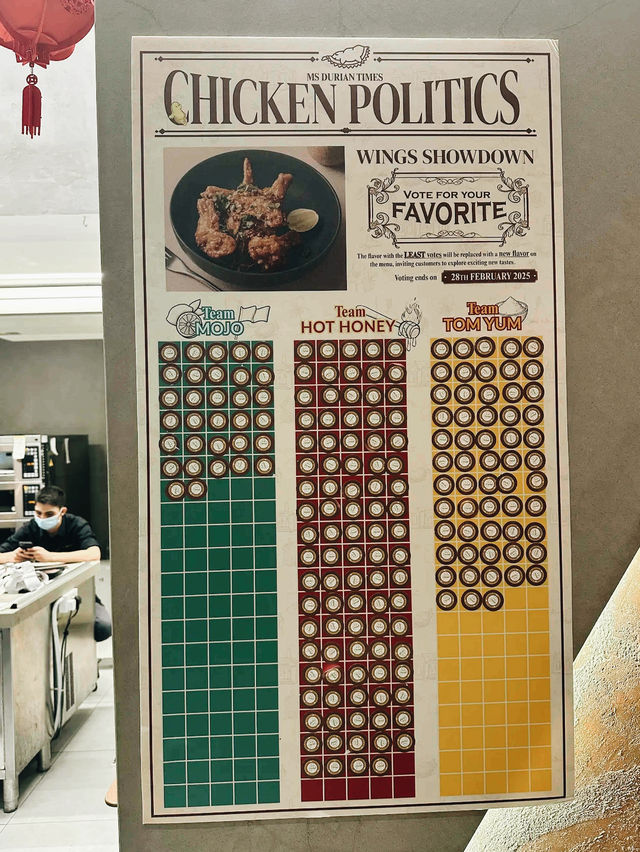 MS DURIAN TIMES
CHICKEN POLITICS
WINGS SHOWDOWN
VOTE FOR YOUR
FAVORITE
The flavor with the LEAST votes will be replaced with a new flavor on
the menu, inviting customers to explore exciting new tastes.
Voting ends on 28TH FEBRUARY 2025
Team
MOJO
Team
HOT HONEY
Team
TOM YUM